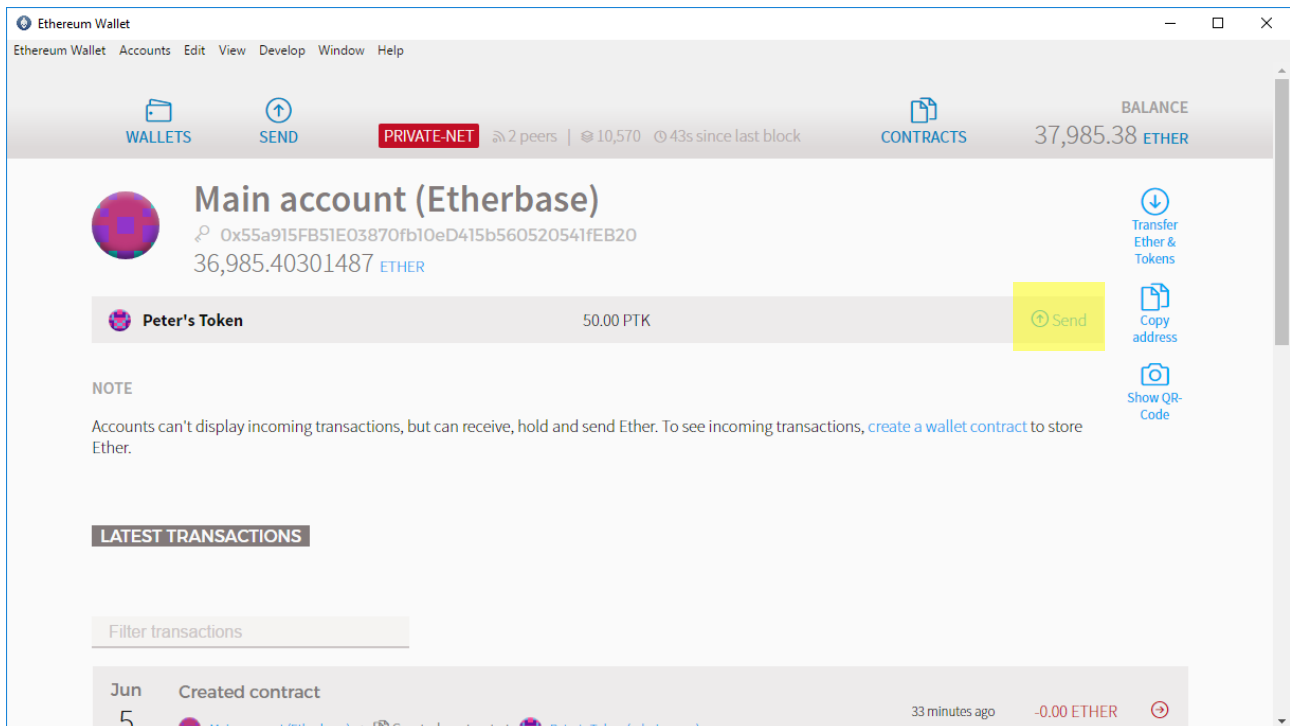 Ethereum Wallet
Ethereum Wallet Accounts Edit View Develop Window Help
WALLETS
SEND
PRIVATE-NET 2 peers | 10,570 43s since last block
CONTRACTS
BALANCE
37,985.38 ETHER
Main account (Etherbase)
0x55a915FB51E03870fb10eD415b560520541fEB20
36,985.40301487 ETHER
Transfer
Ether &
Tokens
Peter's Token 50.00 PTK Send
Copy
address
Show QR-
Code
NOTE
Accounts can't display incoming transactions, but can receive, hold and send Ether. To see incoming transactions, create a wallet contract to store
Ether.
LATEST TRANSACTIONS
Filter transactions
Jun
5
Created contract
33 minutes ago -0.00 ETHER